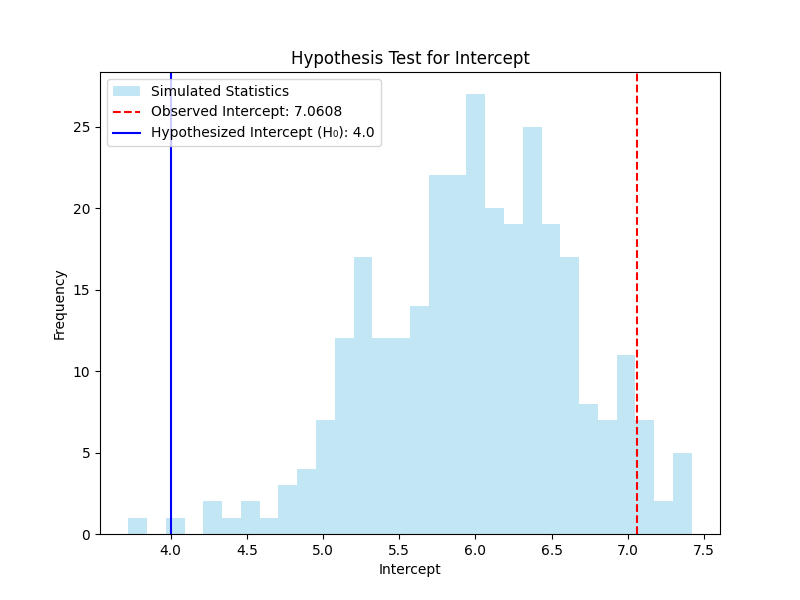 Hypothesis Test for Intercept
Simulated Statistics
Observed Intercept: 7.0608
Hypothesized Intercept (H₀): 4.0
Frequency
25
20
15
10
5
0
4.0 4.5 5.0 5.5 6.0 6.5 7.0 7.5
Intercept